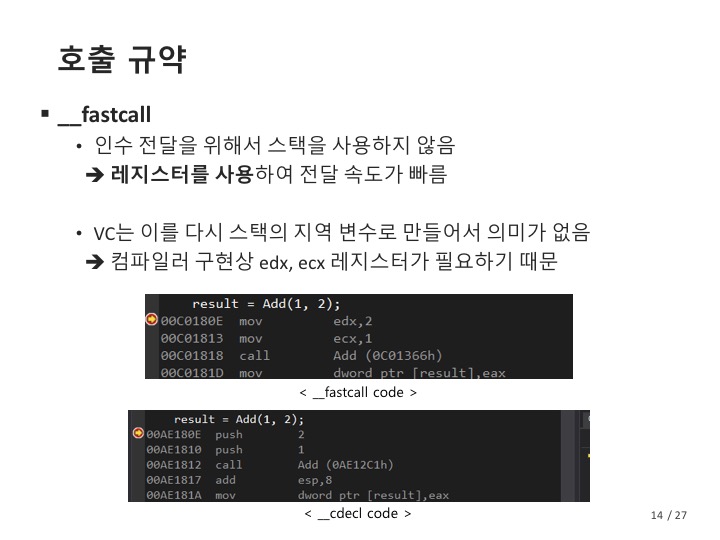 호출 규약
▪ __fastcall
• 인수 전달을 위해서 스택을 사용하지 않음
➔ 레지스터를 사용하여 전달 속도가 빠름
• VC는 이를 다시 스택의 지역 변수로 만들어서 의미가 없음
➔ 컴파일러 구현상 edx, ecx 레지스터가 필요하기 때문
result = Add(1, 2);
00C0180E mov edx,2
00C01813 mov ecx,1
00C01818 call Add (0C01366h)
00C0181D mov dword ptr [result],eax
< __fastcall code >
result = Add(1, 2);
00AE180E push 2
00AE1810 push 1
00AE1812 call Add (0AE12C1h)
00AE1817 add esp,8
00AE181A mov dword ptr [result],eax
< __cdecl code >
14 / 27